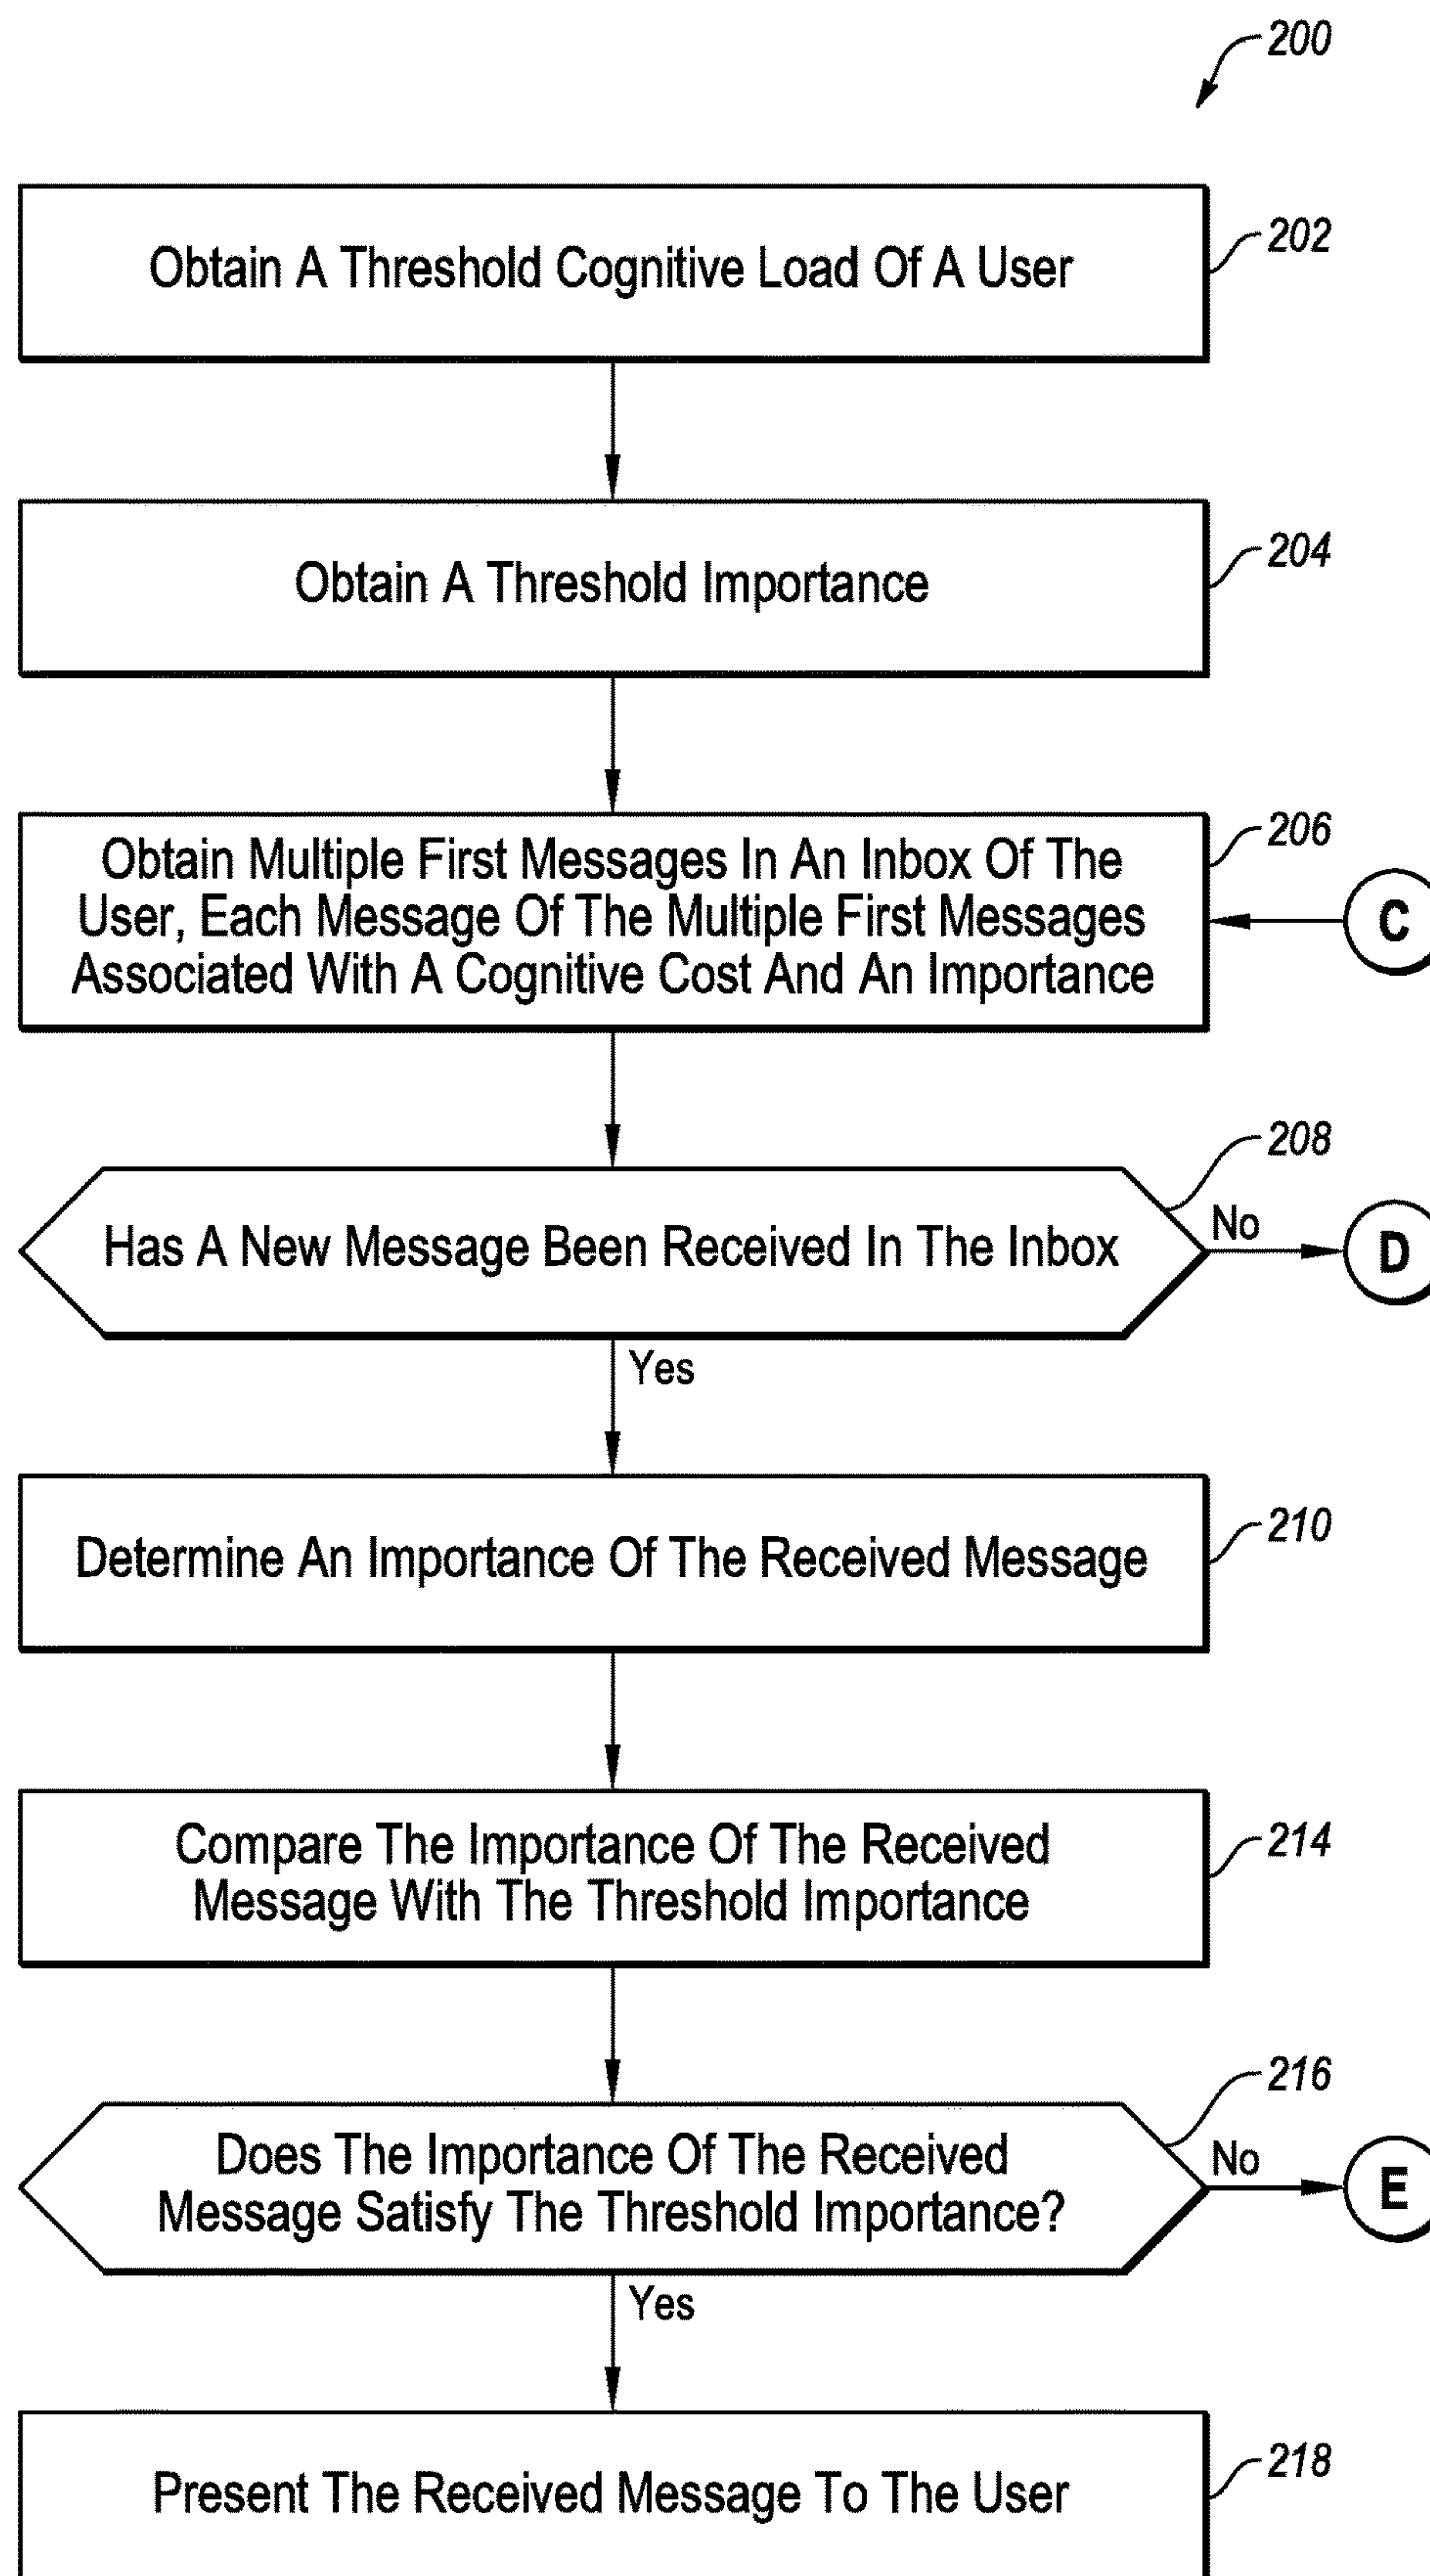 200
Obtain A Threshold Cognitive Load Of A User
202
Obtain A Threshold Importance
204
Obtain Multiple First Messages In An Inbox Of The
User, Each Message Of The Multiple First Messages
Associated With A Cognitive Cost And An Importance
206
C
Has A New Message Been Received In The Inbox
208
No
D
Yes
Determine An Importance Of The Received Message
210
Compare The Importance Of The Received
Message With The Threshold Importance
214
Does The Importance Of The Received
Message Satisfy The Threshold Importance?
216
No
E
Yes
Present The Received Message To The User
218